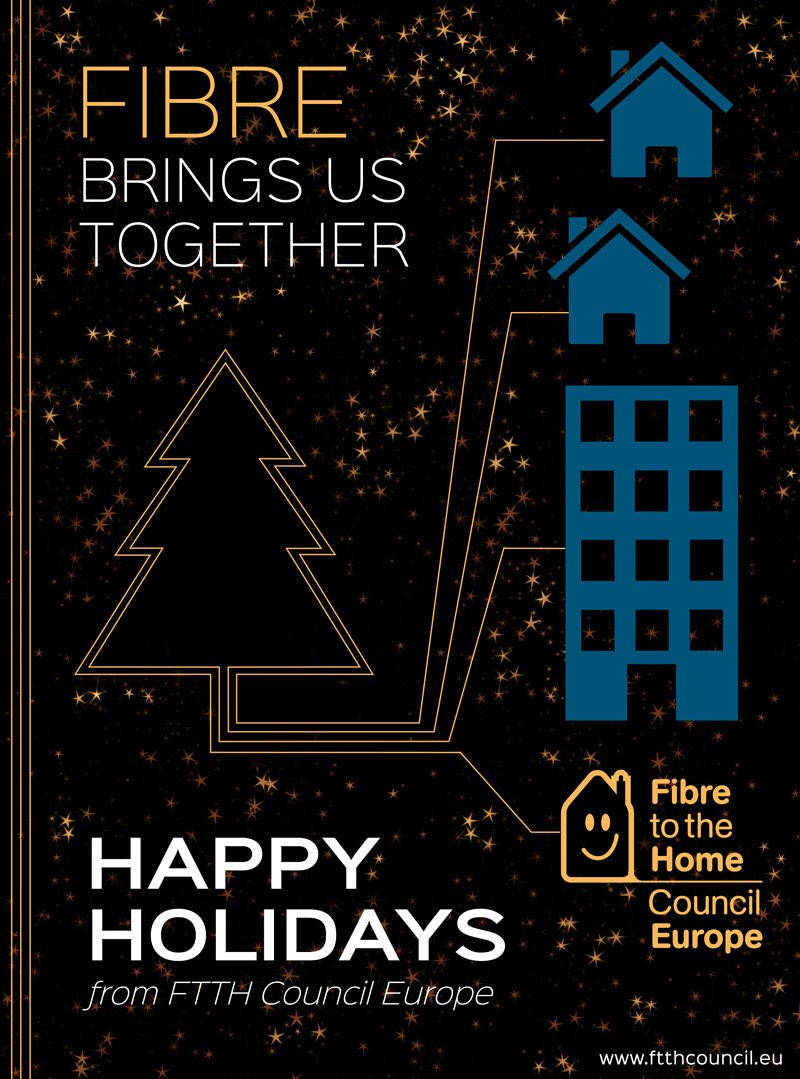 FIBRE
BRINGS US
TOGETHER
Fibre
to the
Home
Council
Europe
HAPPY
HOLIDAYS
from FTTH Council Europe
www.ftthcouncil.eu